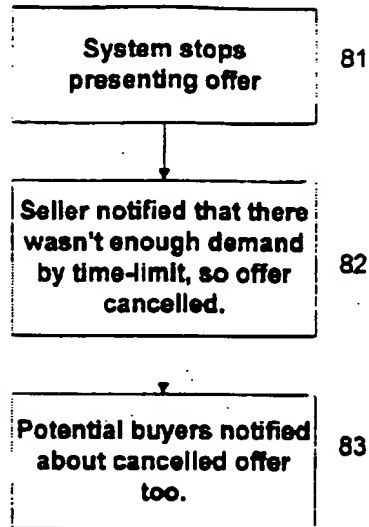 System stops
presenting offer
81
Seller notified that there
wasn't enough demand
by time-limit, so offer
cancelled.
82
Potential buyers notified
about cancelled offer
too.
83